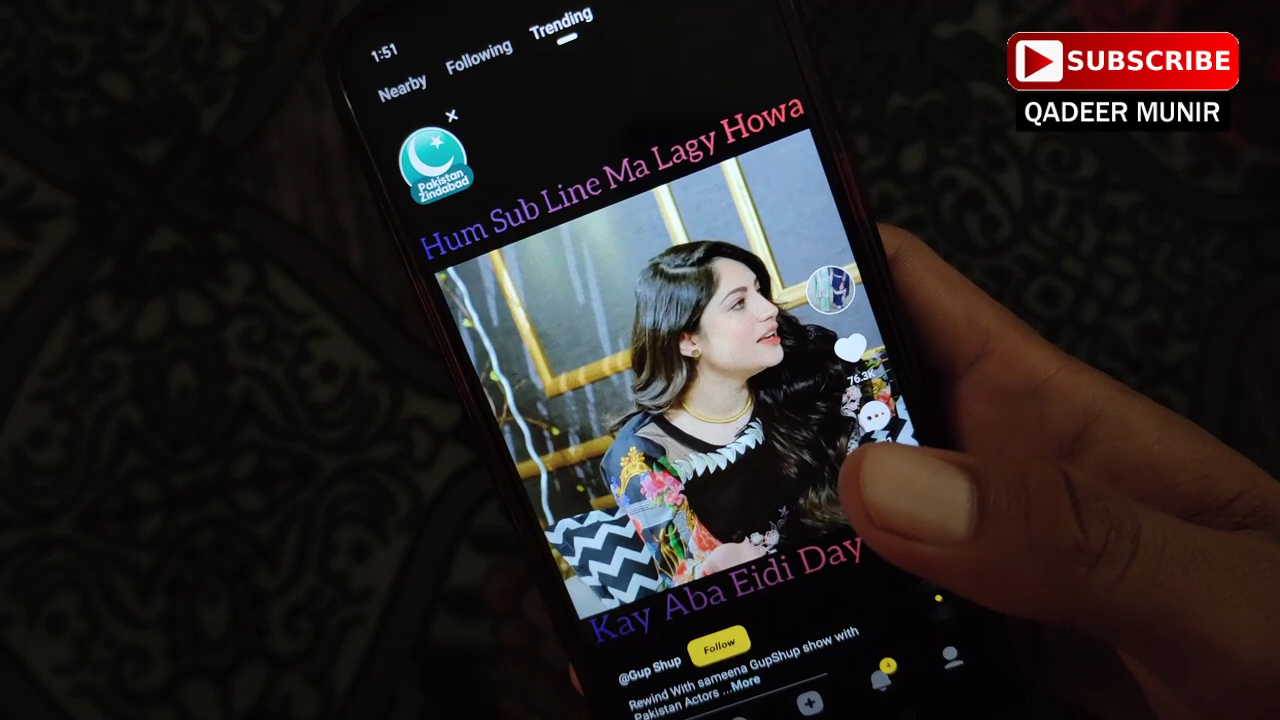 SUBSCRIBE
QADEER MUNIR
1:51
Nearby Following Trending
Pakistan
Zindabad
Hum Sub Line Ma Lagy Howa
76.3K
Kay Aba Eidi Day
@Gup Shup Follow
Rewind With sameena GupShup show with
Pakistan Actors ...More
4